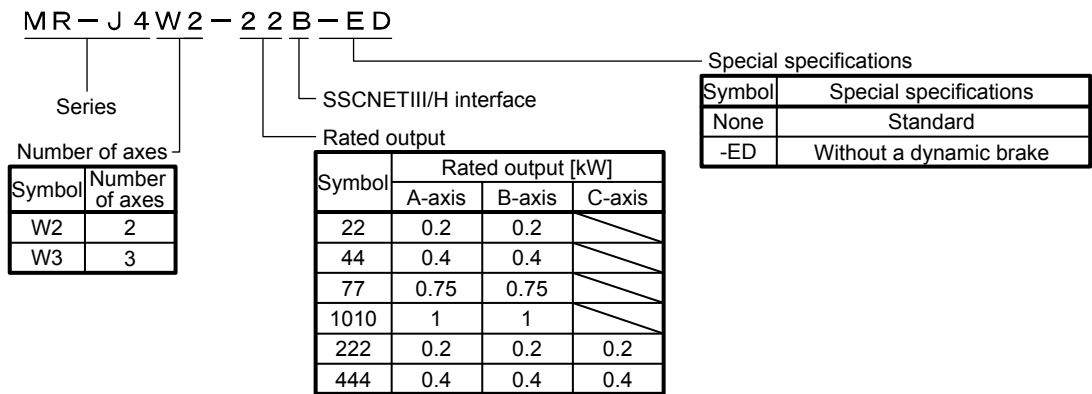 MR-J4W2-22B-ED
Special specifications
Symbol Special specifications
None Standard
-ED Without a dynamic brake
SSCNETIII/H interface
Series
Rated output
Symbol Rated output [kW]
A-axis B-axis C-axis
22 0.2 0.2
44 0.4 0.4
77 0.75 0.75
1010 1 1
222 0.2 0.2 0.2
444 0.4 0.4 0.4
Number of axes
Symbol Number of axes
W2 2
W3 3